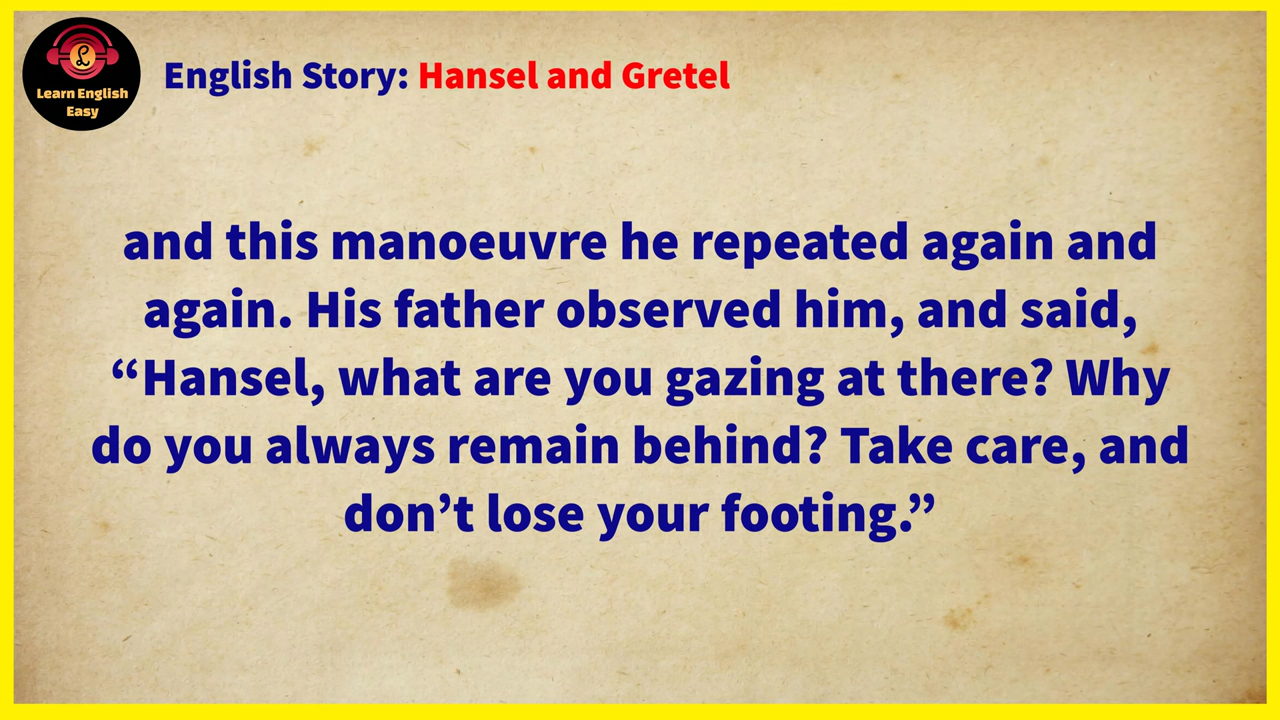 Learn English
Easy
English Story: Hansel and Gretel
and this manoeuvre he repeated again and
again. His father observed him, and said,
“Hansel, what are you gazing at there? Why
do you always remain behind? Take care, and
don’t lose your footing.”